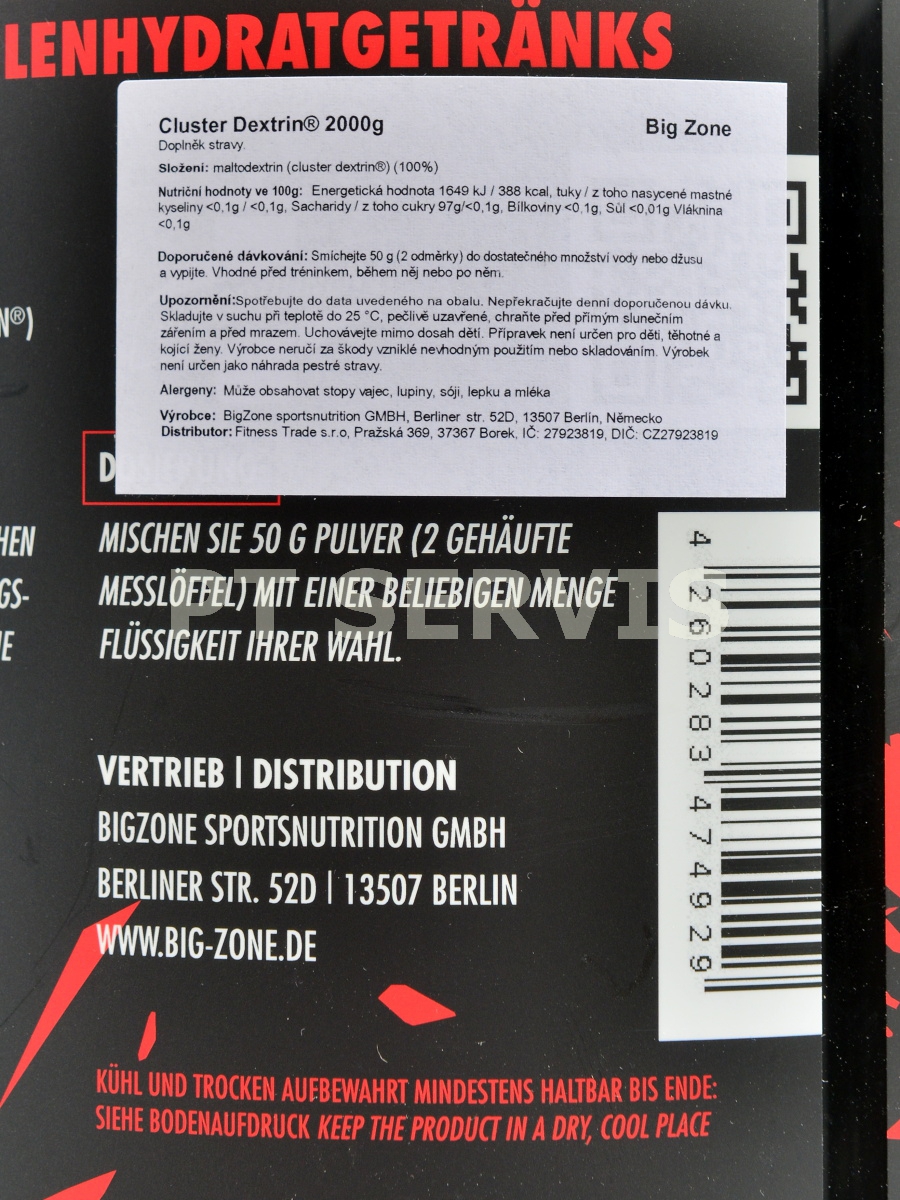 LENHYDRATGETRÄNKS
Cluster Dextrin® 2000g
Big Zone
Doplněk stravy.
Složení: maltodextrin (cluster dextrin®) (100%)
Nutriční hodnoty ve 100g: Energetická hodnota 1649 kJ / 388 kcal, tuky / z toho nasycené mastné
kyseliny <0,1g / <0,1g, Sacharidy / z toho cukry 97g/<0,1g, Bílkoviny <0,1g, Sůl <0,01g Vláknina
<0,1g
Doporučené dávkování: Smíchejte 50 g (2 odměrky) do dostatečného množství vody nebo džusu
a vypijte. Vhodné před tréninkem, během něj nebo po něm.
Upozornění:Spotřebujte do data uvedeného na obalu. Nepřekračujte denní doporučenou dávku.
Skladujte v suchu při teplotě do 25 °C, pečlivě uzavřené, chraňte před přímým slunečním
zářením a před mrazem. Uchovávejte mimo dosah dětí. Přípravek není určen pro děti, těhotné a
kojící ženy. Výrobce neručí za škody vzniklé nevhodným použitím nebo skladováním. Výrobek
není určen jako náhrada pestré stravy.
Alergeny: Může obsahovat stopy vajec, lupiny, sóji, lepku a mléka
Výrobce: BigZone sportsnutrition GMBH, Berliner str. 52D, 13507 Berlín, Německo
Distributor: Fitness Trade s.r.o, Pražská 369, 37367 Borek, IČ: 27923819, DIČ: CZ27923819
N®)
HEN
GS-
IE
MISCHEN SIE 50 G PULVER (2 GEHÄUFTE
MESSLÖFFEL) MIT EINER BELIEBIGEN MENGE
FLÜSSIGKEIT IHRER WAHL.
PT SERVIS
4 260283 474929
VERTRIEB | DISTRIBUTION
BIGZONE SPORTSNUTRITION GMBH
BERLINER STR. 52D | 13507 BERLIN
WWW.BIG-ZONE.DE
KÜHL UND TROCKEN AUFBEWAHRT MINDESTENS HALTBAR BIS ENDE:
SIEHE BODENAUFDRUCK KEEP THE PRODUCT IN A DRY, COOL PLACE